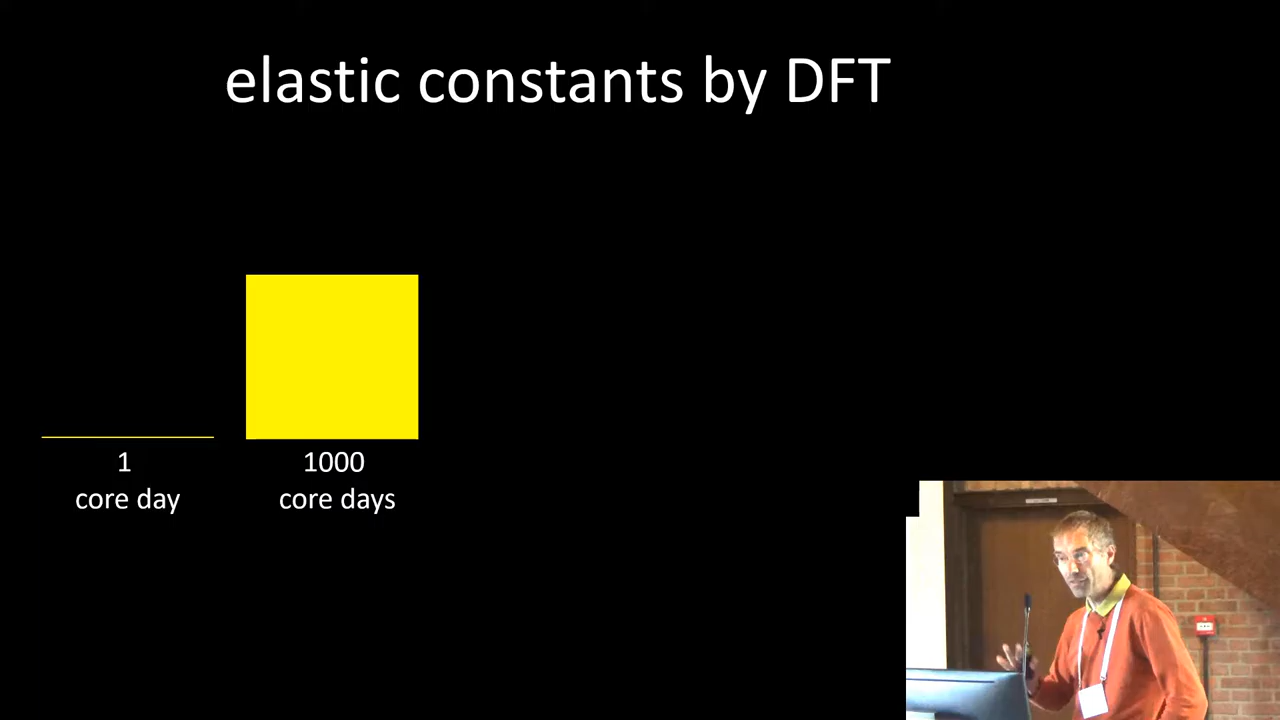 elastic constants by DFT
1
core day
1000
core days